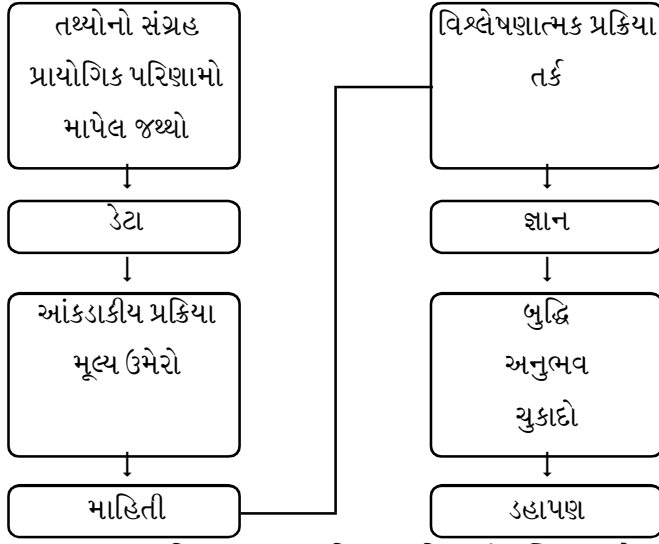 તથ્યોનો સંગ્રહ
પ્રાયોગિક પરિણામો
માપેલ જથ્થો
ડેટા
આંકડાકીય પ્રક્રિયા
મૂલ્ય ઉમેરો
માહિતી
વિશ્લેષણાત્મક પ્રક્રિયા
તર્ક
જ્ઞાન
બુદ્ધિ
અનુભવ
ચુકાદો
ડહાપણ